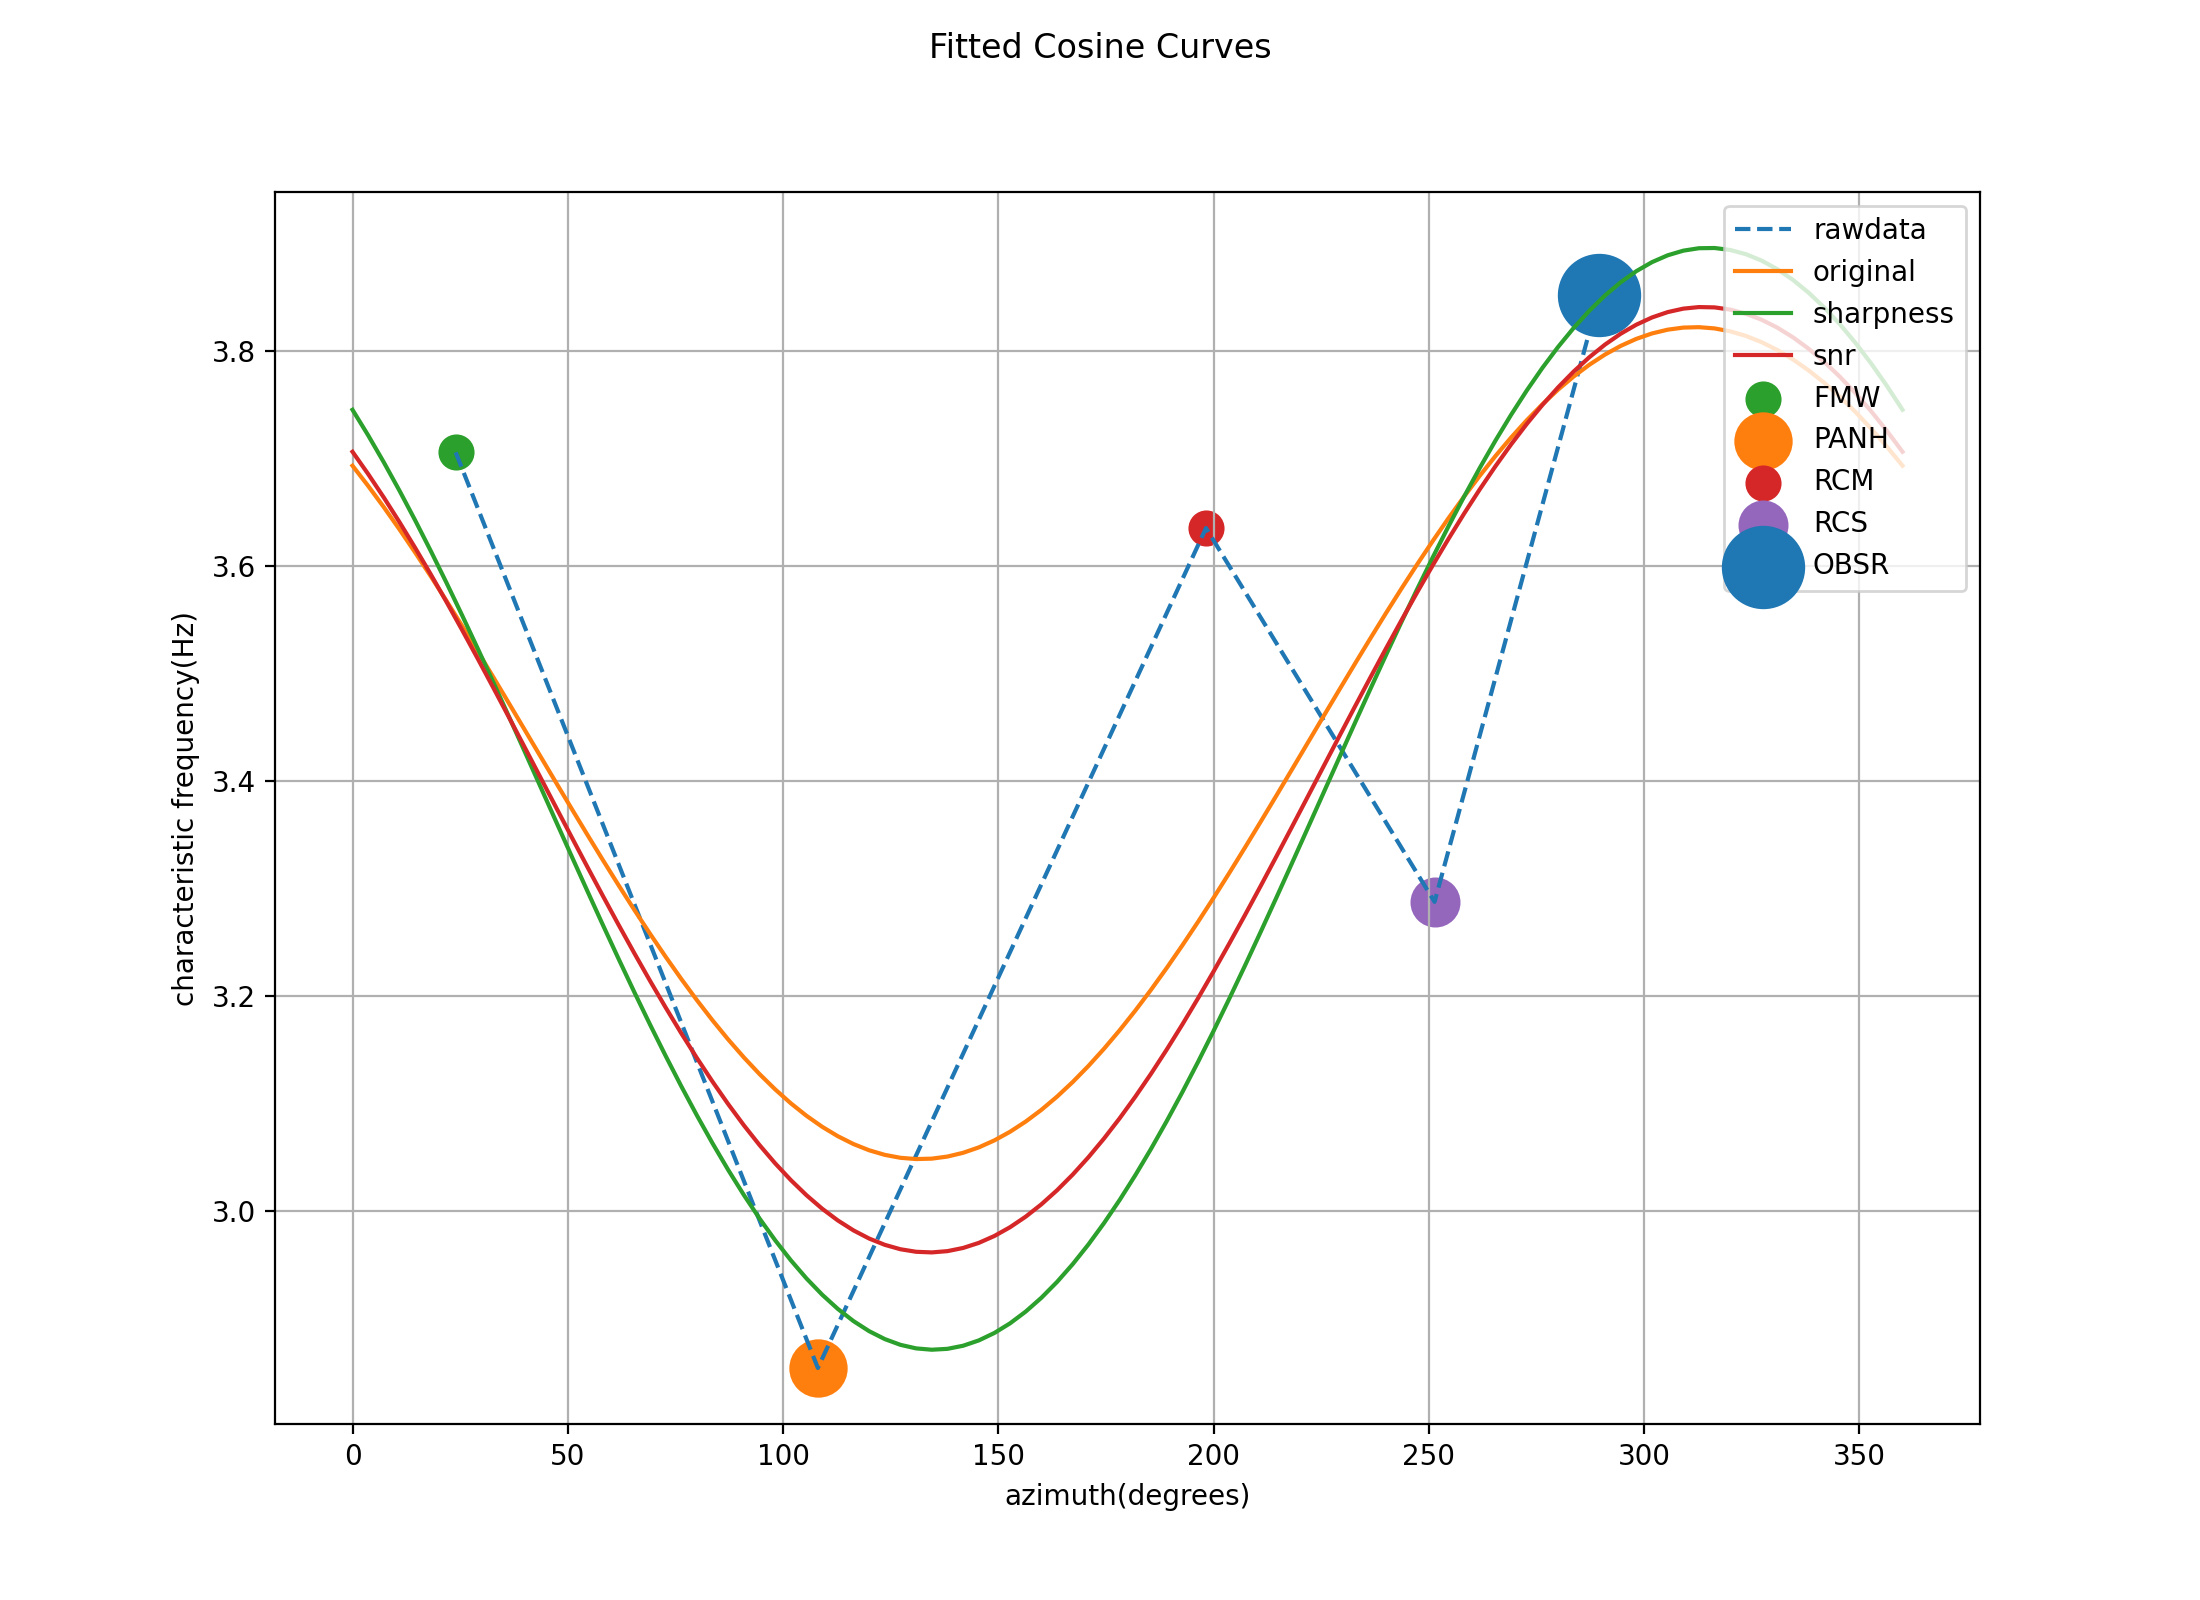 Fitted Cosine Curves
characteristic frequency(Hz)
3.8
3.6
3.4
3.2
3.0
rawdata
original
sharpness
snr
FMW
PANH
RCM
RCS
OBSR
0 50 100 150 200 250 300 350
azimuth(degrees)